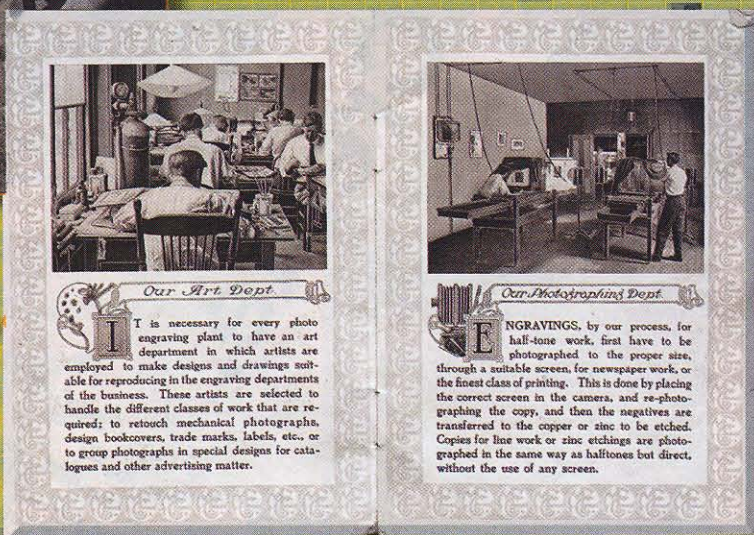 Our Art Dept.
IT is necessary for every photo
engraving plant to have an art
department in which artists are
employed to make designs and drawings suit-
able for reproducing in the engraving departments
of the business. These artists are selected to
handle the different classes of work that are re-
quired; to retouch mechanical photographs,
design bookcovers, trade marks, labels, etc., or
to group photographs in special designs for cata-
logues and other advertising matter.
Our Photographing Dept.
ENGRAVINGS, by our process, for
half-tone work, first have to be
photographed to the proper size,
through a suitable screen, for newspaper work, or
the finest class of printing. This is done by placing
the correct screen in the camera, and re-photo-
graphing the copy, and then the negatives are
transferred to the copper or zinc to be etched.
Copies for line work or zinc etchings are photo-
graphed in the same way as halftones but direct,
without the use of any screen.